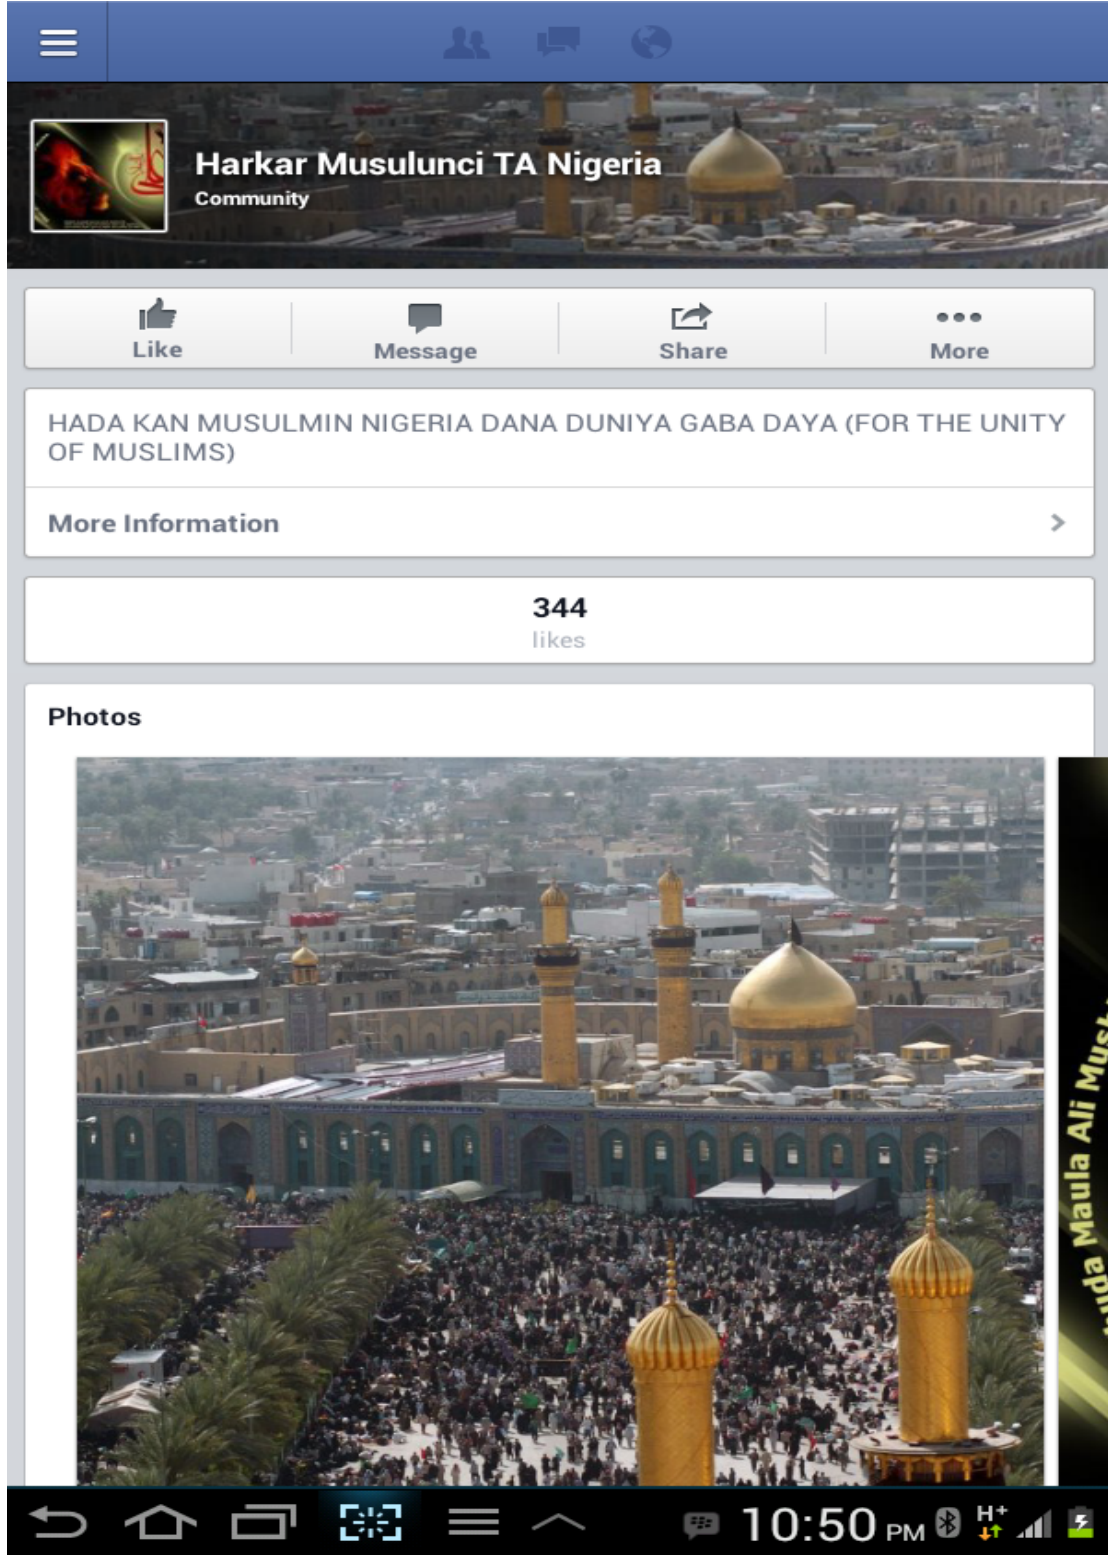 Harkar Musulunci TA Nigeria
Community
Like
Message
Share
More
HADA KAN MUSULMIN NIGERIA DANA DUNIYA GABA DAYA (FOR THE UNITY
OF MUSLIMS)
More Information
344
likes
Photos
Maula Ali
10:50 PM
H+